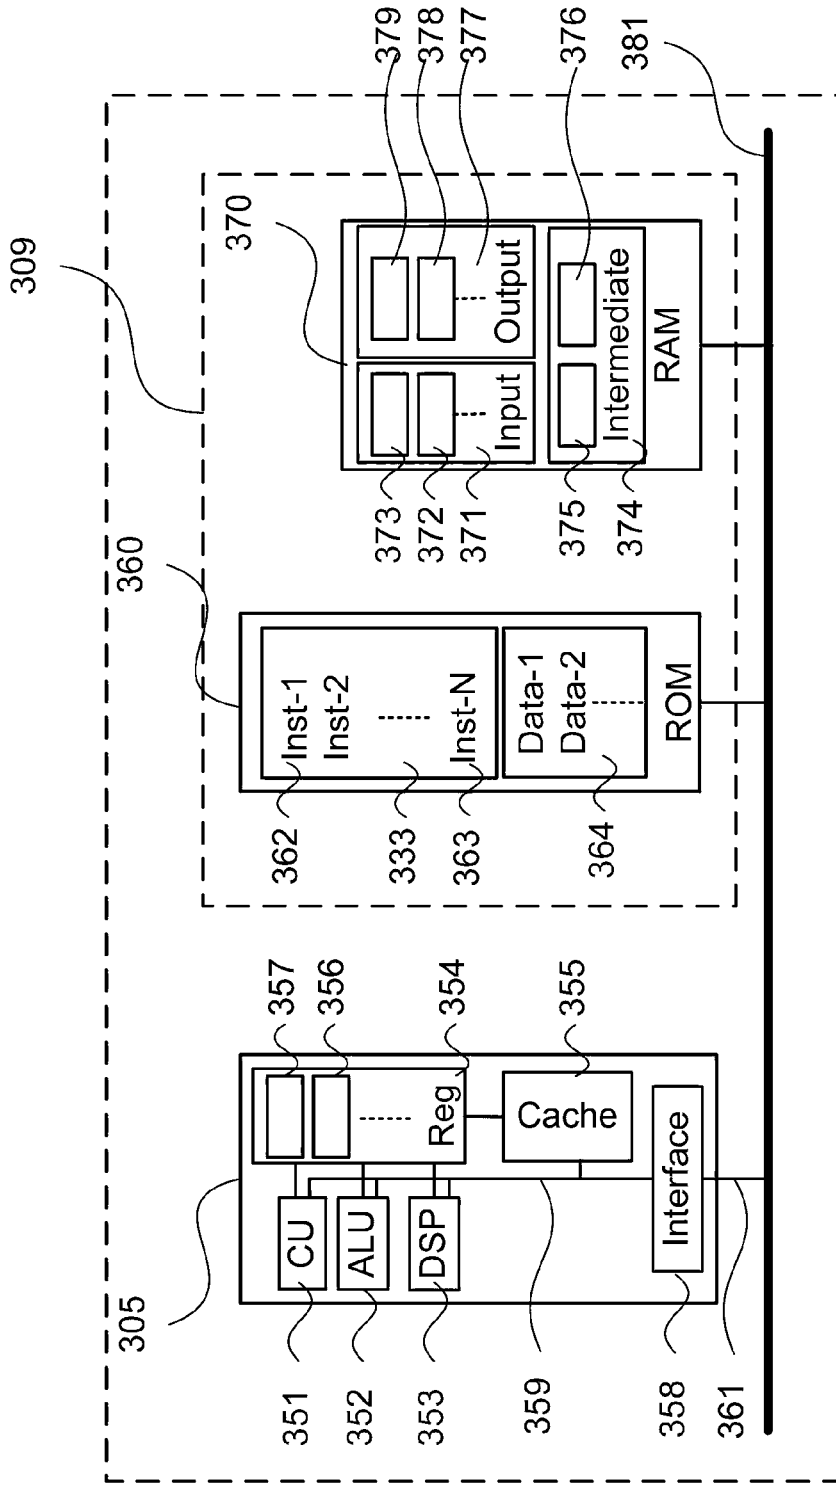 309
305
360
370
351
CU
357
352
ALU
356
353
DSP
Reg
354
359
Cache
355
358
Interface
361
362
Inst-1
Inst-2
333
363
Inst-N
364
Data-1
Data-2
ROM
373
379
372
378
371
Input
Output
377
375
376
374
Intermediate
RAM
381